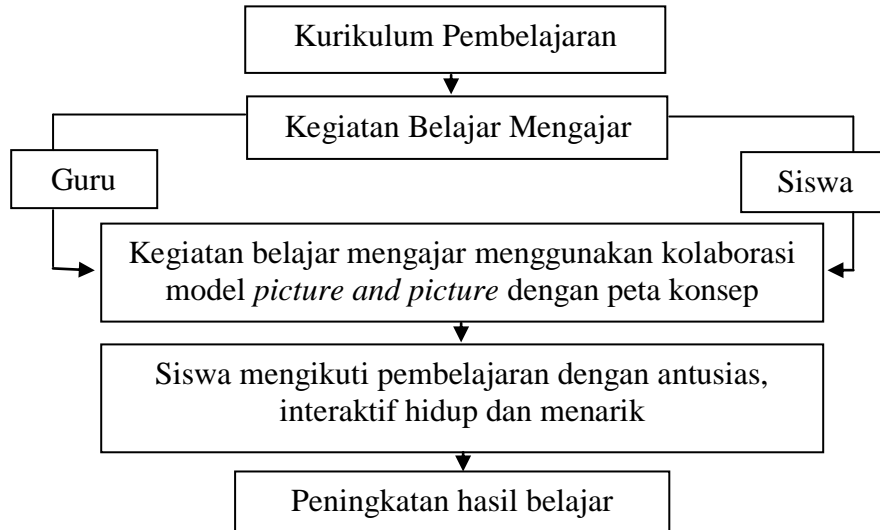 Kurikulum Pembelajaran
Kegiatan Belajar Mengajar
Guru
Siswa
Kegiatan belajar mengajar menggunakan kolaborasi
model picture and picture dengan peta konsep
Siswa mengikuti pembelajaran dengan antusias,
interaktif hidup dan menarik
Peningkatan hasil belajar